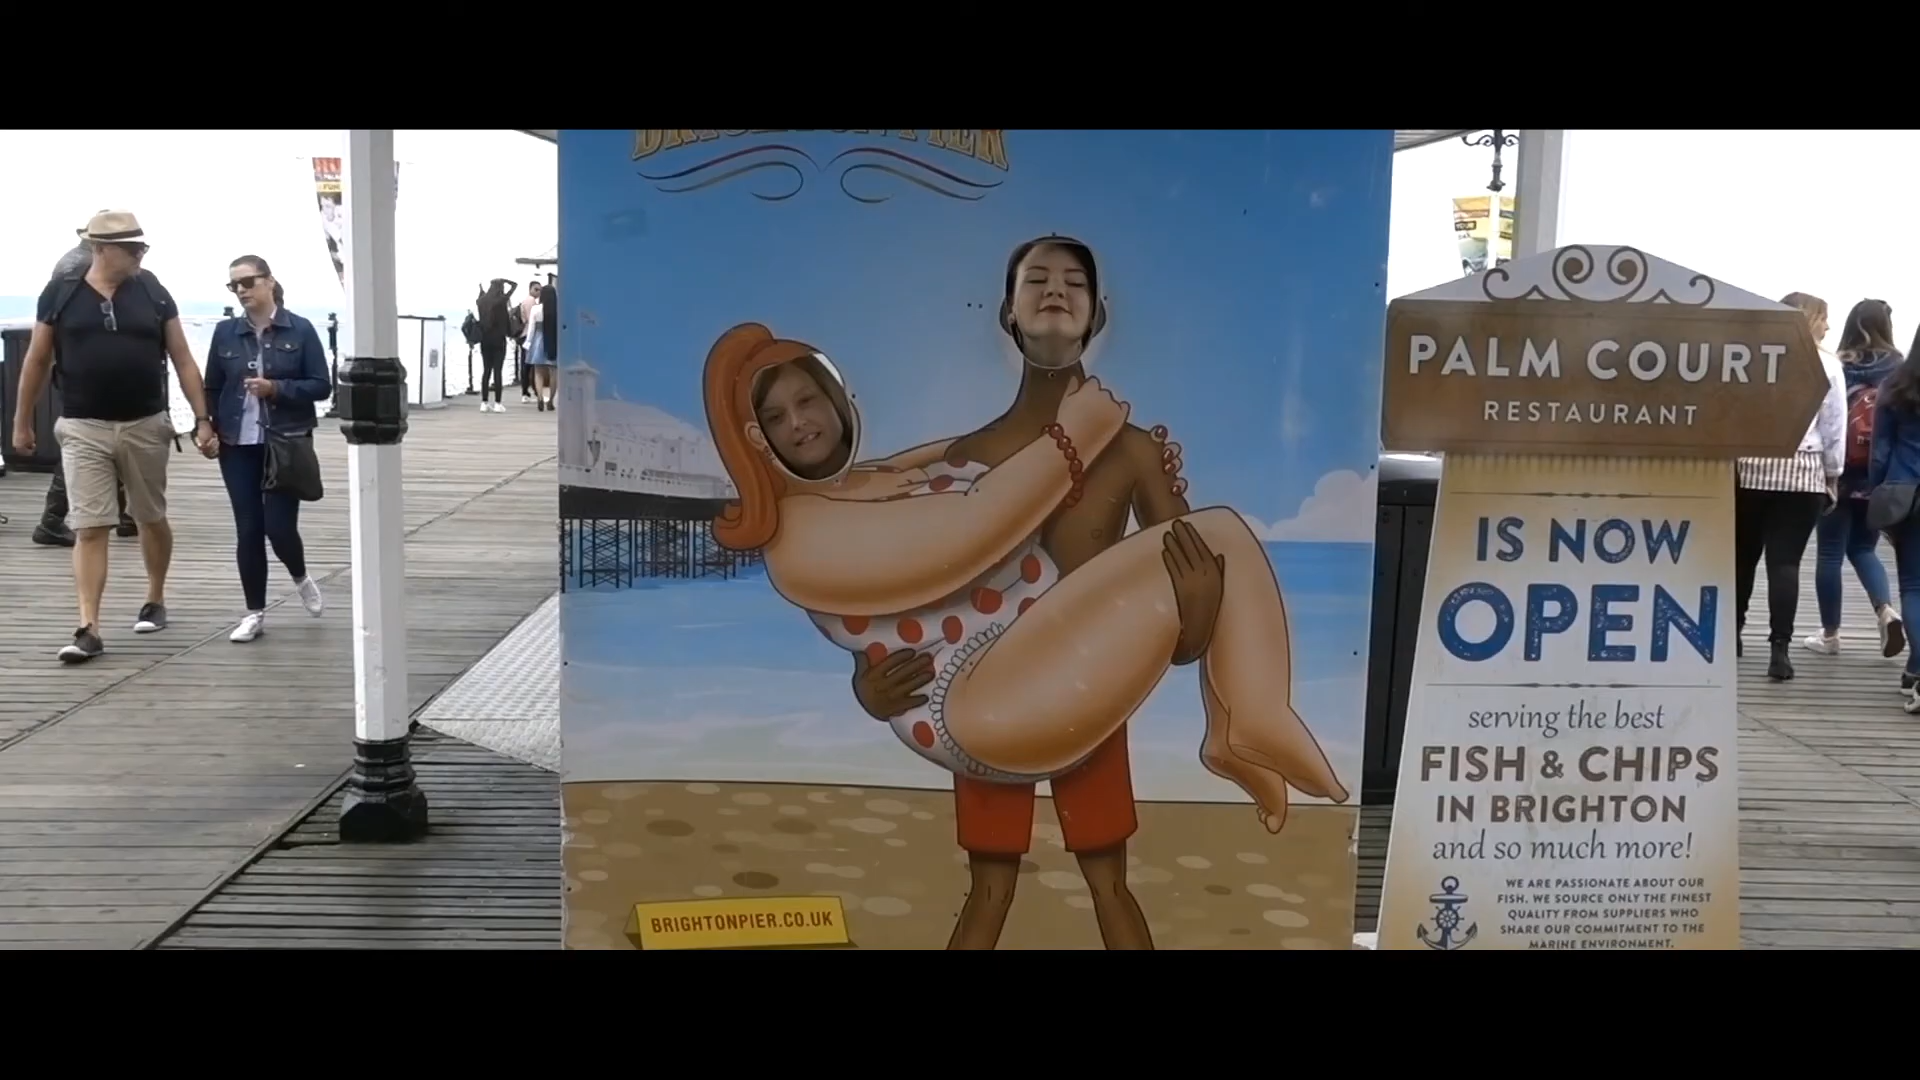 BRIGHTON PIER
PALM COURT
RESTAURANT
IS NOW
OPEN
serving the best
FISH & CHIPS
IN BRIGHTON
and so much more!
WE ARE PASSIONATE ABOUT OUR
FISH. WE SOURCE ONLY THE FINEST
QUALITY FROM SUPPLIERS WHO
SHARE OUR COMMITMENT TO THE
MARINE ENVIRONMENT.
BRIGHTONPIER.CO.UK